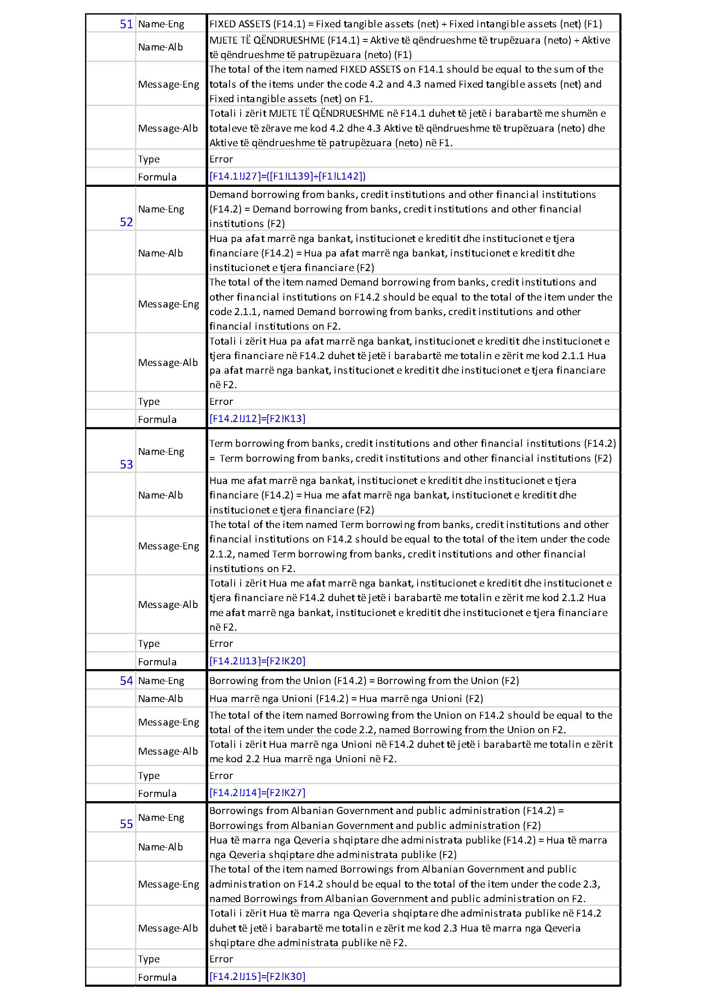 51 Name-Eng FIXED ASSETS (F14.1) = Fixed tangible assets (net) + Fixed intangible assets (net) (F1)
Name-Alb MJETE TË QËNDRUESHME (F14.1) = Aktive të qëndrueshme të trupëzuara (neto) + Aktive
të qëndrueshme të patrupëzuara (neto) (F1)
Message-Eng The total of the item named FIXED ASSETS on F14.1 should be equal to the sum of the
totals of the items under the code 4.2 and 4.3 named Fixed tangible assets (net) and
Fixed intangible assets (net) on F1.
Message-Alb Totali i zërit MJETE TË QËNDRUESHME në F14.1 duhet të jetë i barabartë me shumën e
totaleve të zërave me kod 4.2 dhe 4.3 Aktive të qëndrueshme të trupëzuara (neto) dhe
Aktive të qëndrueshme të patrupëzuara (neto) në F1.
Type Error
Formula [F14.1!J27]=([F1!L139]+[F1!L142])
52 Name-Eng Demand borrowing from banks, credit institutions and other financial institutions
(F14.2) = Demand borrowing from banks, credit institutions and other financial
institutions (F2)
Name-Alb Hua pa afat marrë nga bankat, institucionet e kreditit dhe institucionet e tjera
financiare (F14.2) = Hua pa afat marrë nga bankat, institucionet e kreditit dhe
institucionet e tjera financiare (F2)
Message-Eng The total of the item named Demand borrowing from banks, credit institutions and
other financial institutions on F14.2 should be equal to the total of the item under the
code 2.1.1, named Demand borrowing from banks, credit institutions and other
financial institutions on F2.
Message-Alb Totali i zërit Hua pa afat marrë nga bankat, institucionet e kreditit dhe institucionet e
tjera financiare në F14.2 duhet të jetë i barabartë me totalin e zërit me kod 2.1.1 Hua
pa afat marrë nga bankat, institucionet e kreditit dhe institucionet e tjera financiare
në F2.
Type Error
Formula [F14.2!J12]=[F2!K13]
53 Name-Eng Term borrowing from banks, credit institutions and other financial institutions (F14.2)
= Term borrowing from banks, credit institutions and other financial institutions (F2)
Name-Alb Hua me afat marrë nga bankat, institucionet e kreditit dhe institucionet e tjera
financiare (F14.2) = Hua me afat marrë nga bankat, institucionet e kreditit dhe
institucionet e tjera financiare (F2)
Message-Eng The total of the item named Term borrowing from banks, credit institutions and other
financial institutions on F14.2 should be equal to the total of the item under the code
2.1.2, named Term borrowing from banks, credit institutions and other financial
institutions on F2.
Message-Alb Totali i zërit Hua me afat marrë nga bankat, institucionet e kreditit dhe institucionet e
tjera financiare në F14.2 duhet të jetë i barabartë me totalin e zërit me kod 2.1.2 Hua
me afat marrë nga bankat, institucionet e kreditit dhe institucionet e tjera financiare
në F2.
Type Error
Formula [F14.2!J13]=[F2!K20]
54 Name-Eng Borrowing from the Union (F14.2) = Borrowing from the Union (F2)
Name-Alb Hua marrë nga Unioni (F14.2) = Hua marrë nga Unioni (F2)
Message-Eng The total of the item named Borrowing from the Union on F14.2 should be equal to the
total of the item under the code 2.2, named Borrowing from the Union on F2.
Message-Alb Totali i zërit Hua marrë nga Unioni në F14.2 duhet të jetë i barabartë me totalin e zërit
me kod 2.2 Hua marrë nga Unioni në F2.
Type Error
Formula [F14.2!J14]=[F2!K27]
55 Name-Eng Borrowings from Albanian Government and public administration (F14.2) =
Borrowings from Albanian Government and public administration (F2)
Name-Alb Hua të marra nga Qeveria shqiptare dhe administrata publike (F14.2) = Hua të marra
nga Qeveria shqiptare dhe administrata publike (F2)
Message-Eng The total of the item named Borrowings from Albanian Government and public
administration on F14.2 should be equal to the total of the item under the code 2.3,
named Borrowings from Albanian Government and public administration on F2.
Message-Alb Totali i zërit Hua të marra nga Qeveria shqiptare dhe administrata publike në F14.2
duhet të jetë i barabartë me totalin e zërit me kod 2.3 Hua të marra nga Qeveria
shqiptare dhe administrata publike në F2.
Type Error
Formula [F14.2!J15]=[F2!K30]